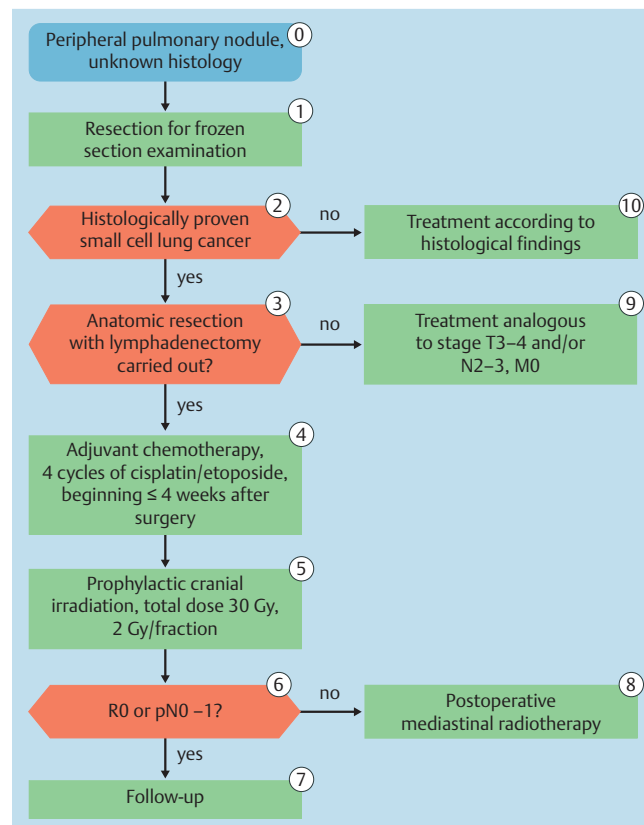 0
Peripheral pulmonary nodule,
unknown histology
1
Resection for frozen
section examination
2
Histologically proven
small cell lung cancer
no
10
Treatment according to
histological findings
yes
3
Anatomic resection
with lymphadenectomy
carried out?
no
9
Treatment analogous
to stage T3–4 and/or
N2–3, M0
yes
4
Adjuvant chemotherapy,
4 cycles of cisplatin/etoposide,
beginning ≤ 4 weeks after
surgery
5
Prophylactic cranial
irradiation, total dose 30 Gy,
2 Gy/fraction
6
R0 or pN0 –1?
no
8
Postoperative
mediastinal radiotherapy
yes
7
Follow-up